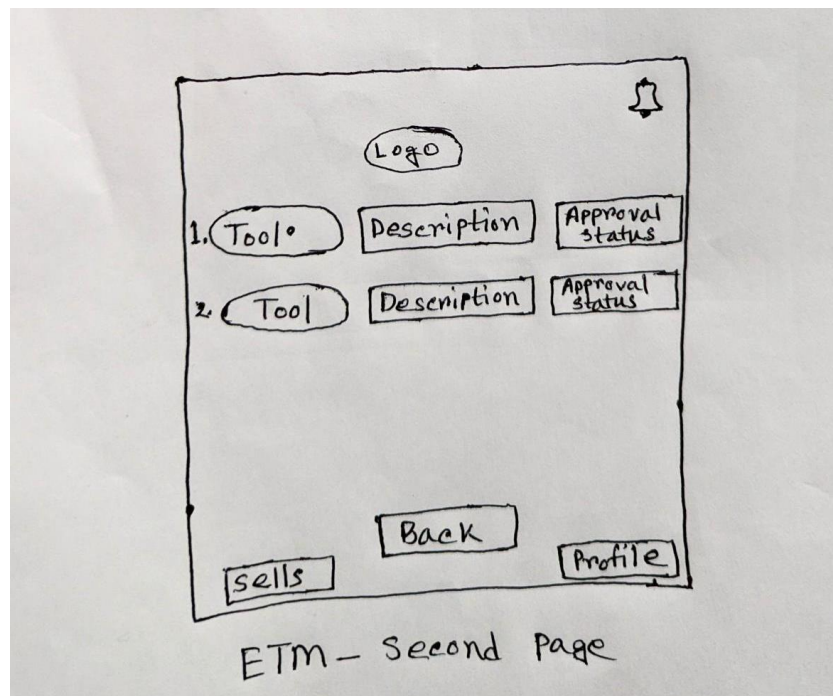 Logo
1. Tool Description Approval status
2. Tool Description Approval status
Back
Sells Profile
ETM - Second Page